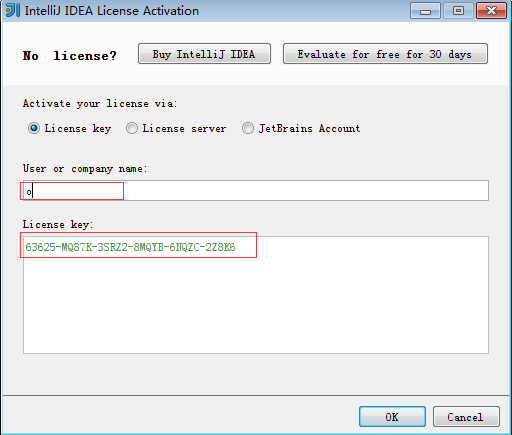 IntelliJ IDEA License Activation
No license? Buy IntelliJ IDEA Evaluate for free for 30 days
Activate your license via:
License key License server JetBrains Account
User or company name:
o
License key:
63625-MQ87K-3SRZ2-8MQYB-6NQZC-2Z8K6
OK Cancel